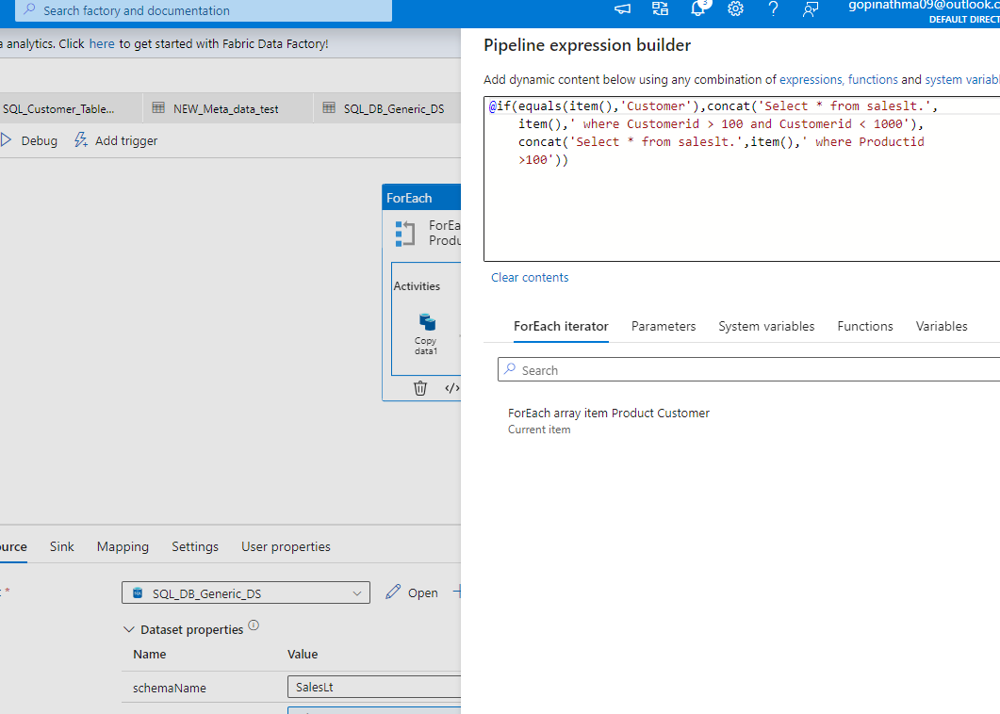 Search factory and documentation
3
gopinathma09@outlook.c
DEFAULT DIRECT
a analytics. Click here to get started with Fabric Data Factory!
SQL_Customer_Table...
NEW_Meta_data_test
SQL_DB_Generic_DS
Debug
Add trigger
ForEach
ForEa
Produ
Activities
Copy
data1
Source
Sink
Mapping
Settings
User properties
*
SQL_DB_Generic_DS
Open
Dataset properties
Name
Value
schemaName
SalesLt
Pipeline expression builder
Add dynamic content below using any combination of expressions, functions and system variabl
@if(equals(item(),'Customer'),concat('Select * from saleslt.',
item(),' where Customerid > 100 and Customerid < 1000'),
concat('Select * from saleslt.',item(),' where Productid
>100'))
Clear contents
ForEach iterator
Parameters
System variables
Functions
Variables
Search
ForEach array item Product Customer
Current item